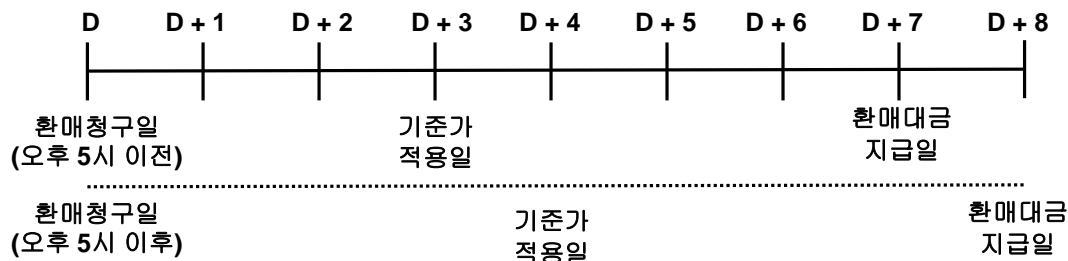 D D + 1 D + 2 D + 3 D + 4 D + 5 D + 6 D + 7 D + 8
환매청구일
(오후 5시 이전)
기준가
적용일
환매대금
지급일
환매청구일
(오후 5시 이후)
기준가
적용일
환매대금
지급일